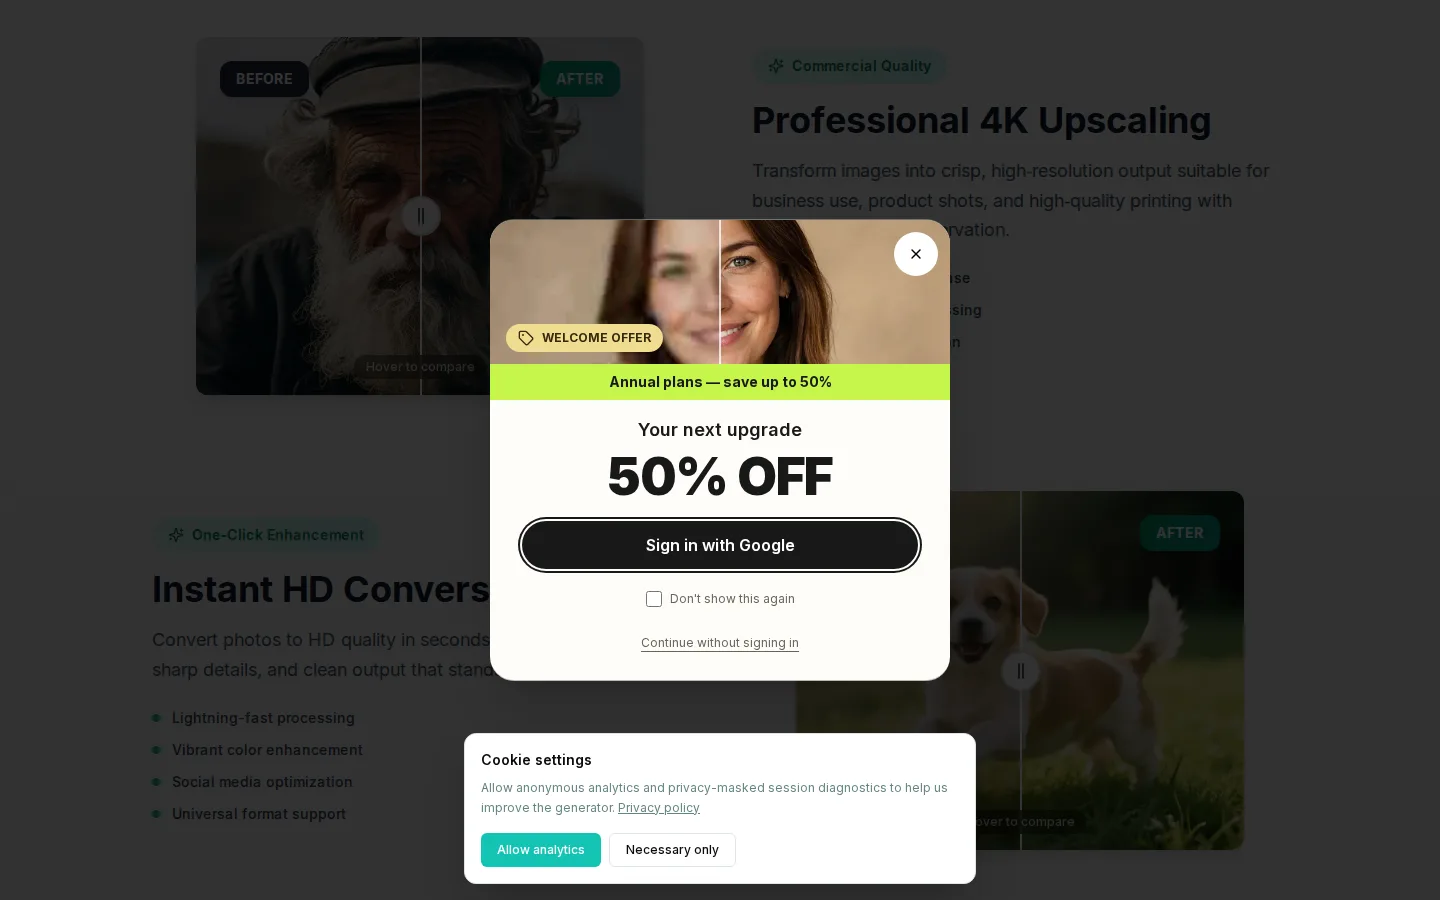 BEFORE
AFTER
Hover to compare
Commercial Quality
Professional 4K Upscaling
Transform images into crisp, high-resolution output suitable for
business use, product shots, and high-quality printing with
WELCOME OFFER
Annual plans — save up to 50%
Your next upgrade
50% OFF
Sign in with Google
Don't show this again
Continue without signing in
One-Click Enhancement
Instant HD
Convert photos to HD quality in seconds
sharp details, and clean output that
Lightning-fast processing
Vibrant color enhancement
Social media optimization
Universal format support
AFTER
to compare
Cookie settings
Allow anonymous analytics and privacy-masked session diagnostics to help us
improve the generator. Privacy policy
Allow analytics
Necessary only